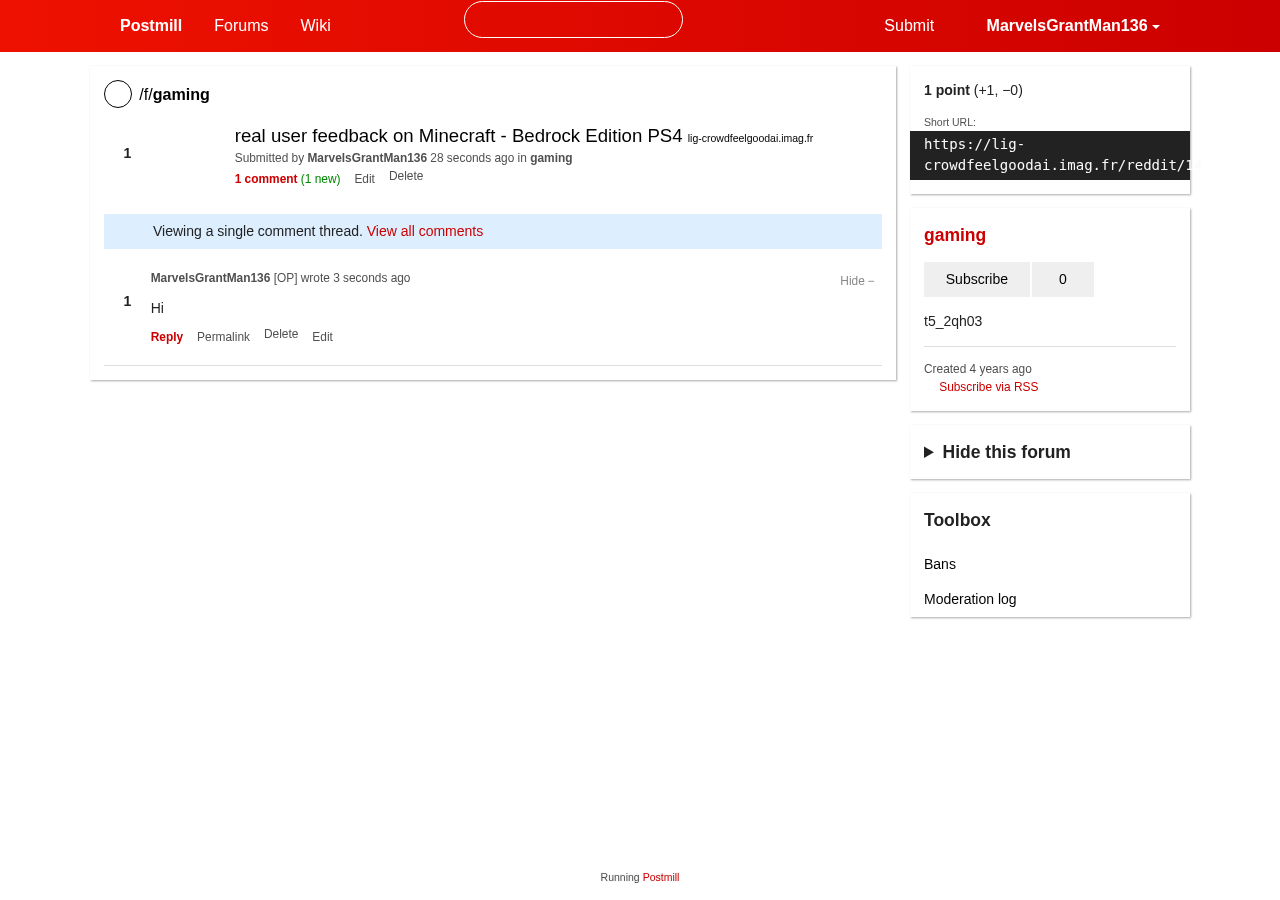 Postmill Forums Wiki Submit MarvelsGrantMan136
/f/gaming
1
real user feedback on Minecraft - Bedrock Edition PS4 lig-crowdfeelgoodai.imag.fr
Submitted by MarvelsGrantMan136 28 seconds ago in gaming
1 comment (1 new) Edit Delete
Viewing a single comment thread. View all comments
1
MarvelsGrantMan136 [OP] wrote 3 seconds ago Hide −
Hi
Reply Permalink Delete Edit
1 point (+1, −0)
Short URL:
https://lig-
crowdfeelgoodai.imag.fr/reddit/1
gaming
Subscribe 0
t5_2qh03
Created 4 years ago
Subscribe via RSS
Hide this forum
Toolbox
Bans
Moderation log
Running Postmill